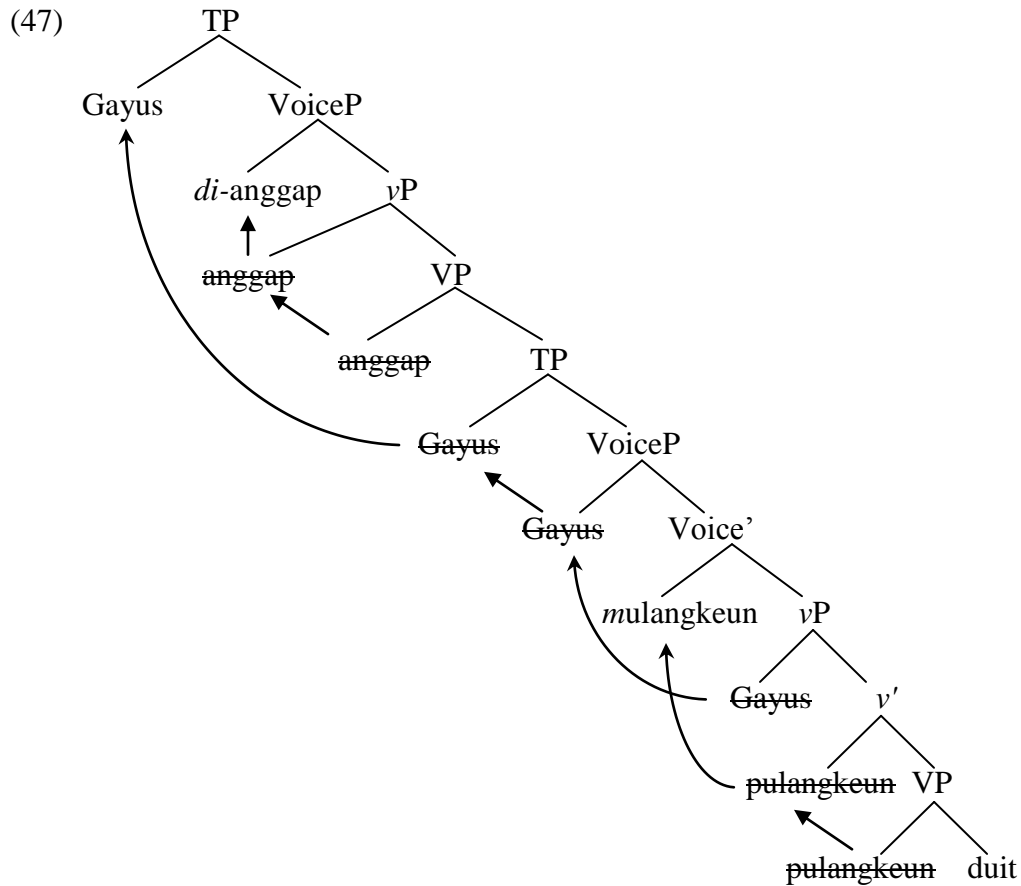 (47) TP
Gayus VoiceP
di-anggap vP
anggap VP
anggap TP
Gayus VoiceP
Gayus Voice’
mulangkeun vP
Gayus v′
pulangkeun VP
pulangkeun duit